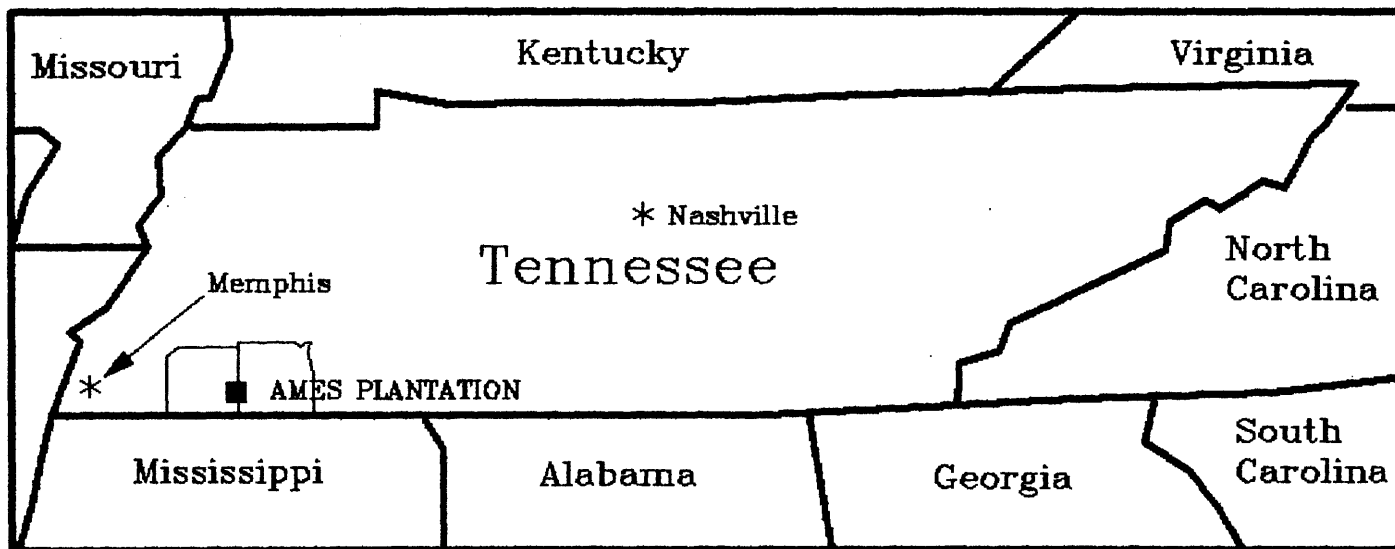 Missouri
Kentucky
Virginia
* Nashville
Tennessee
North
Carolina
Memphis
*
AMES PLANTATION
Mississippi
Alabama
Georgia
South
Carolina